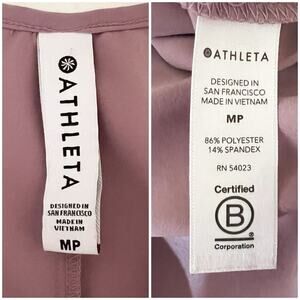 ATHLETA
DESIGNED IN
SAN FRANCISCO
MADE IN
VIETNAM
MP
ATHLETA
DESIGNED IN
SAN FRANCISCO
MADE IN VIETNAM
MP
86% POLYESTER
14% SPANDEX
RN 54023
Certified
B
Corporation